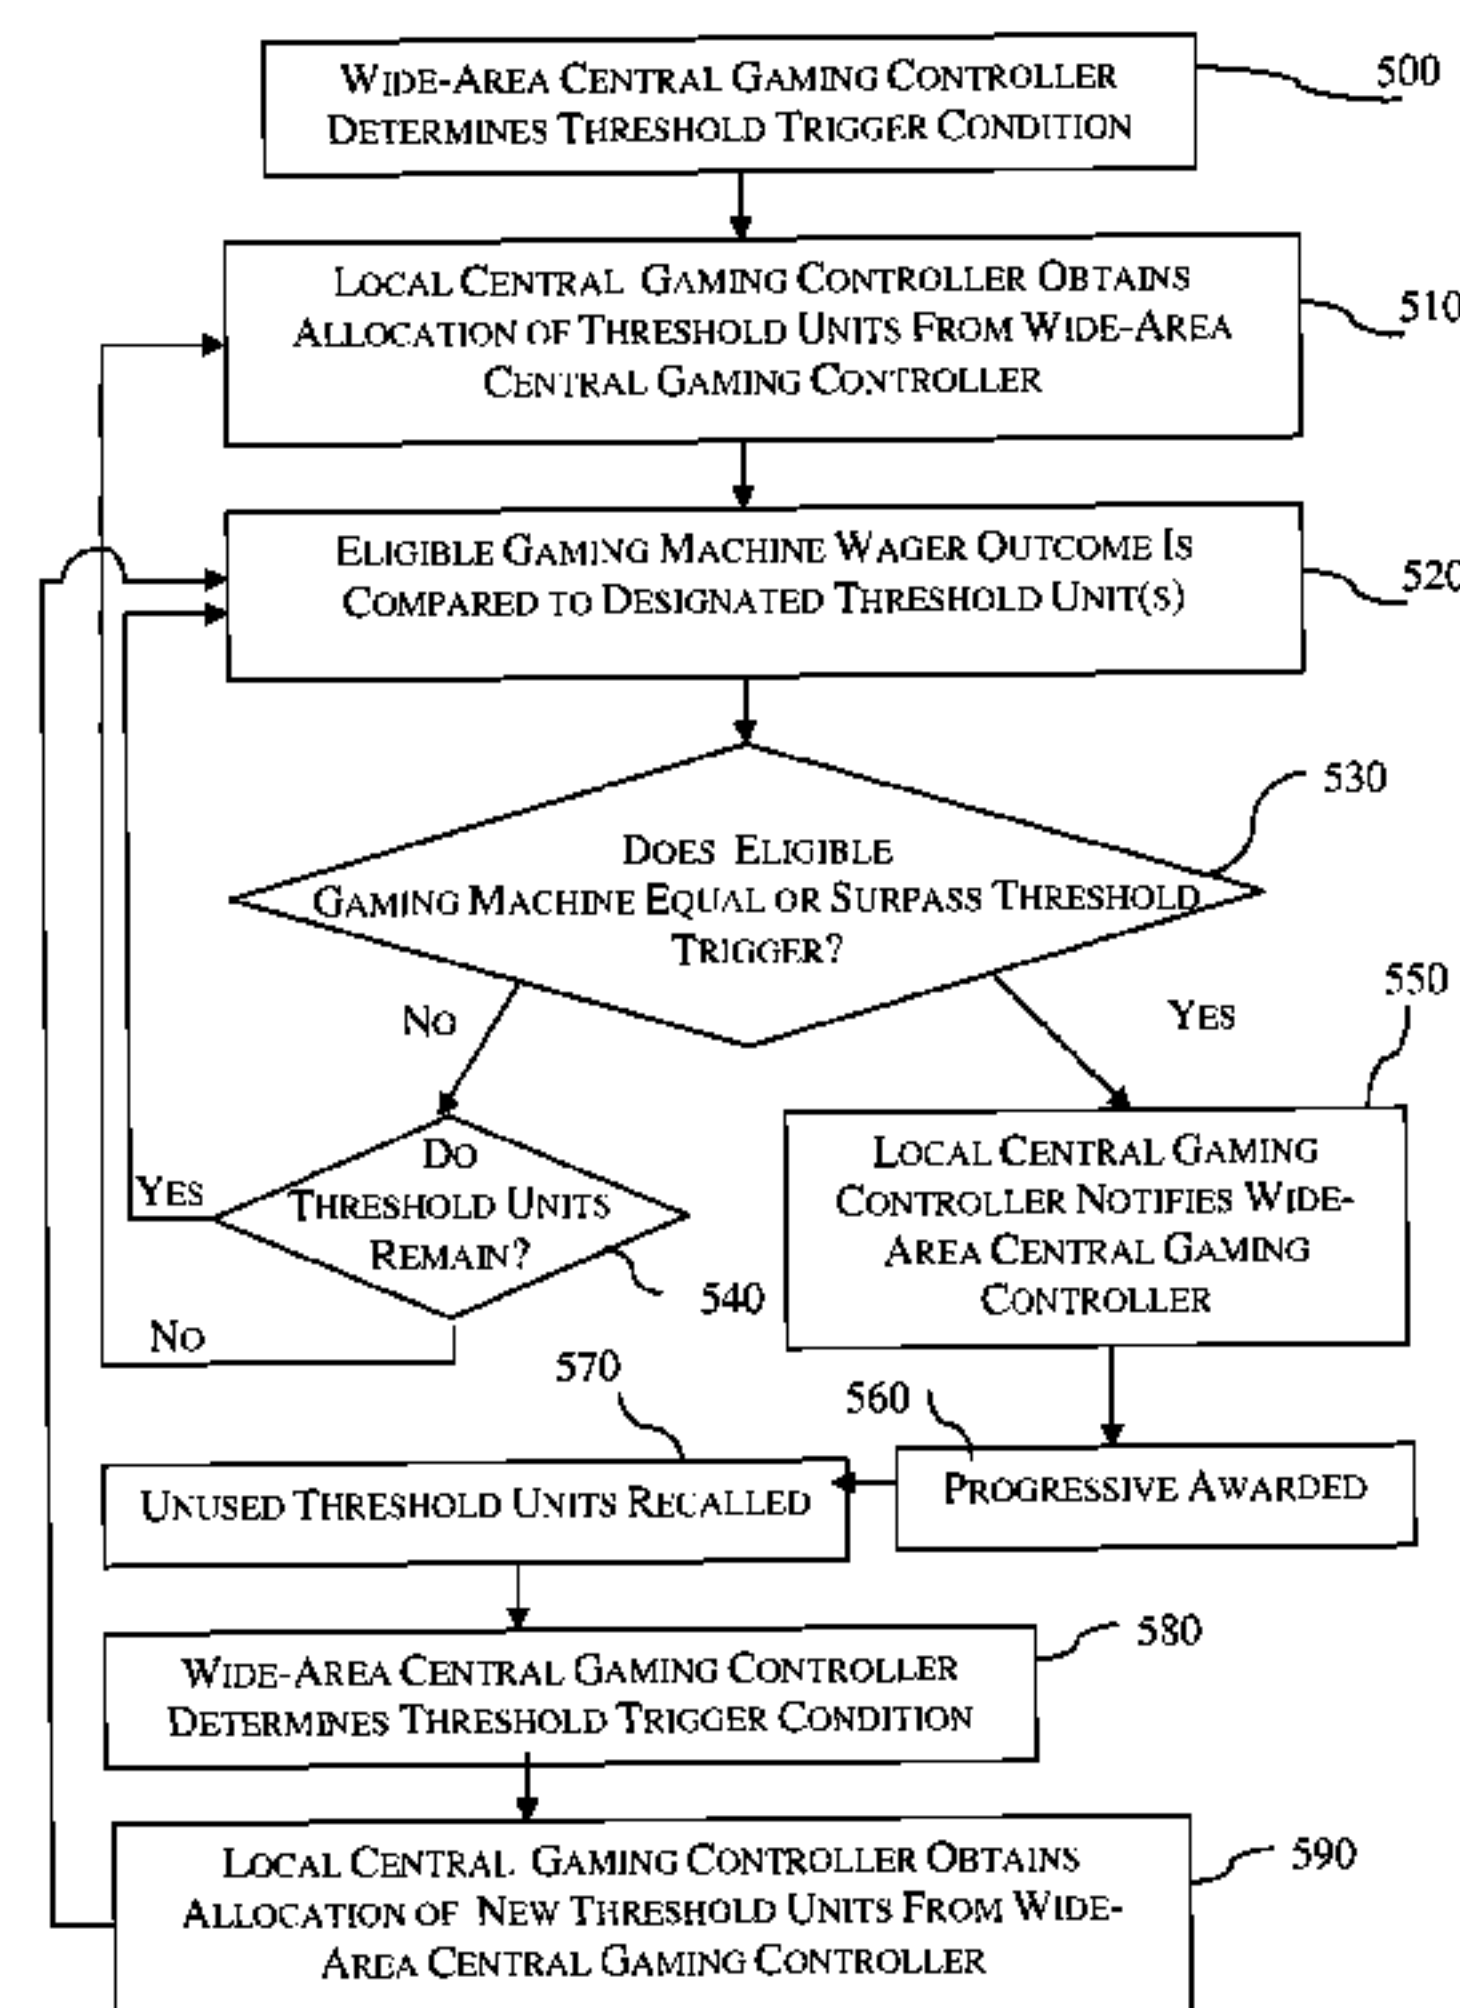 WIDE-AREA CENTRAL GAMING CONTROLLER
DETERMINES THRESHOLD TRIGGER CONDITION
500
LOCAL CENTRAL GAMING CONTROLLER OBTAINS
ALLOCATION OF THRESHOLD UNITS FROM WIDE-AREA
CENTRAL GAMING CONTROLLER
510
ELIGIBLE GAMING MACHINE WAGER OUTCOME IS
COMPARED TO DESIGNATED THRESHOLD UNIT(S)
520
DOES ELIGIBLE
GAMING MACHINE EQUAL OR SURPASS THRESHOLD
TRIGGER?
530
NO
YES
550
DO
THRESHOLD UNITS
REMAIN?
540
YES
NO
LOCAL CENTRAL GAMING
CONTROLLER NOTIFIES WIDE-
AREA CENTRAL GAMING
CONTROLLER
570
560
UNUSED THRESHOLD UNITS RECALLED
PROGRESSIVE AWARDED
WIDE-AREA CENTRAL GAMING CONTROLLER
DETERMINES THRESHOLD TRIGGER CONDITION
580
LOCAL CENTRAL GAMING CONTROLLER OBTAINS
ALLOCATION OF NEW THRESHOLD UNITS FROM WIDE-
AREA CENTRAL GAMING CONTROLLER
590